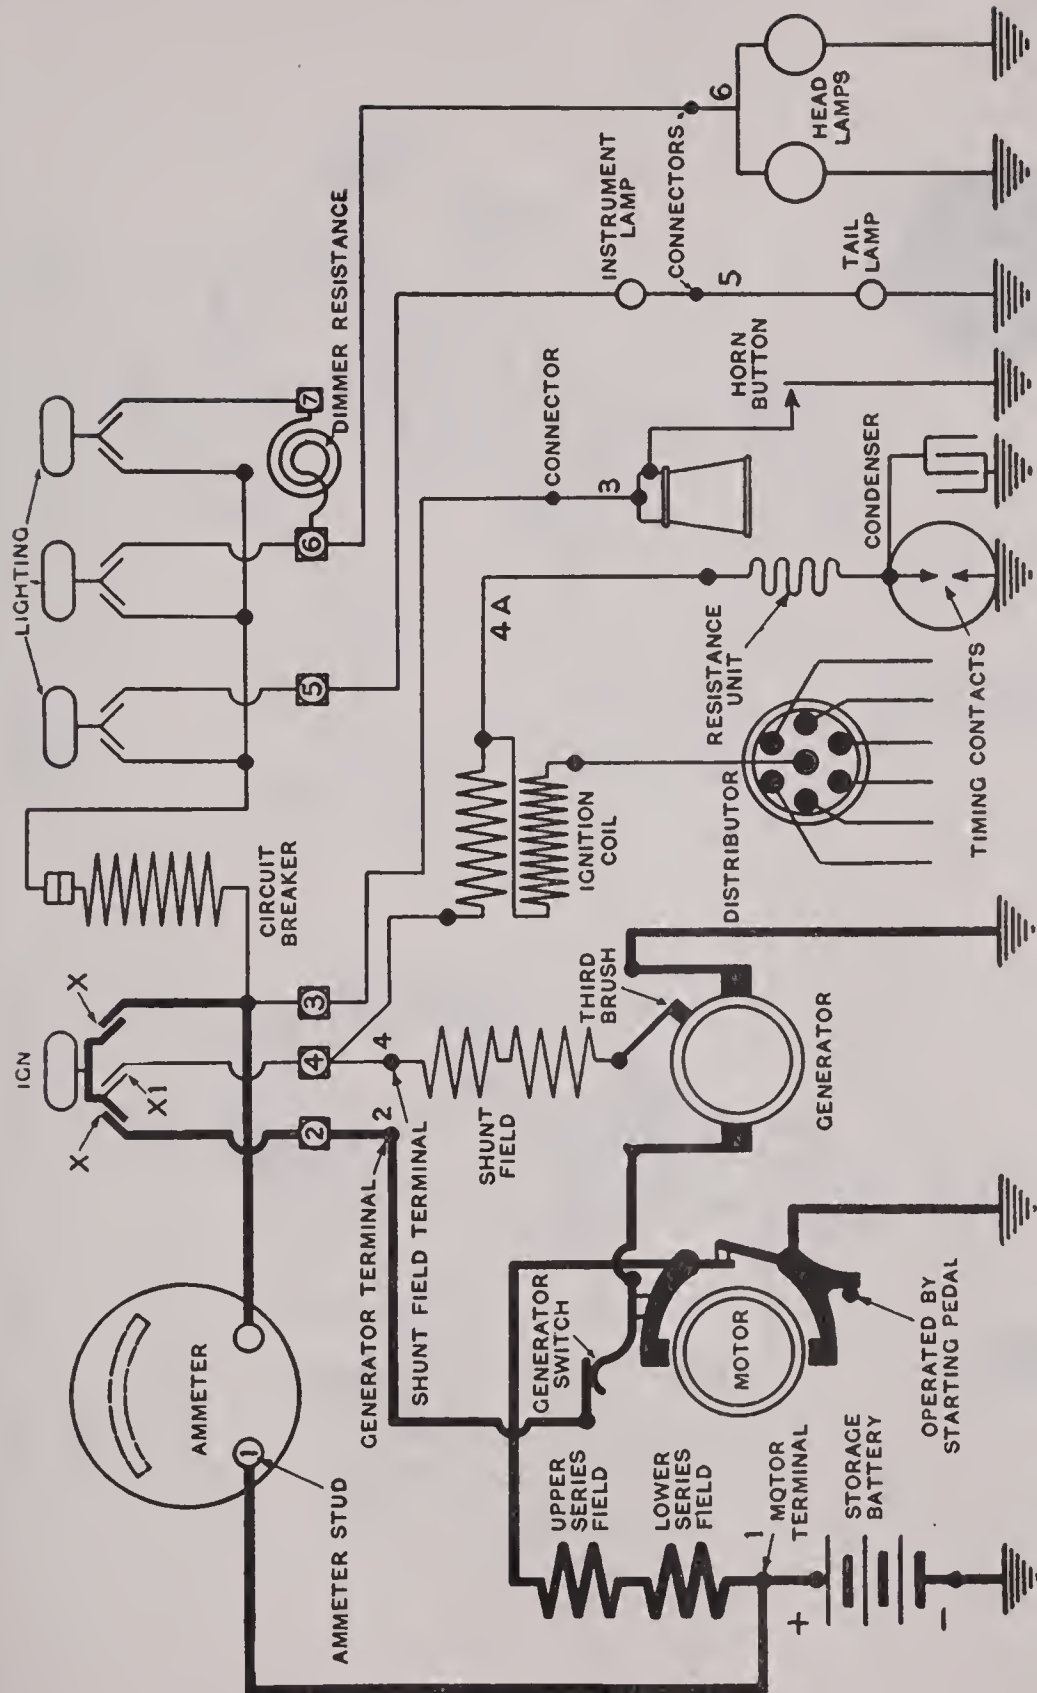 IGN
LIGHTING
X
X
X1
AMMETER
1
AMMETER STUD
CIRCUIT
BREAKER
2
4
3
5
6
7
DIMMER RESISTANCE
GENERATOR TERMINAL
2
SHUNT FIELD TERMINAL
4
SHUNT
FIELD
4A
THIRD
BRUSH
IGNITION
COIL
CONNECTOR
3
INSTRUMENT
LAMP
CONNECTORS
5
6
UPPER
SERIES
FIELD
LOWER
SERIES
FIELD
GENERATOR
SWITCH
1
MOTOR
TERMINAL
MOTOR
GENERATOR
DISTRIBUTOR
RESISTANCE
UNIT
HORN
BUTTON
TAIL
LAMP
HEAD
LAMPS
+
-
STORAGE
BATTERY
OPERATED BY
STARTING PEDAL
CONDENSER
TIMING CONTACTS